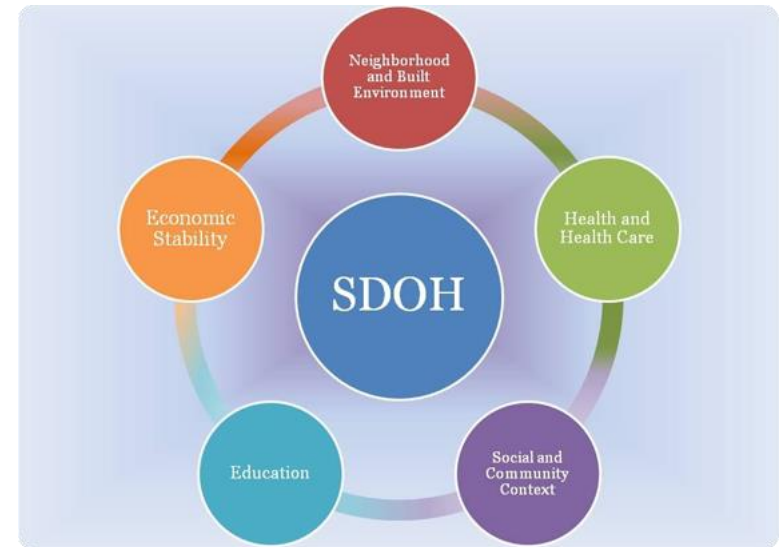 Neighborhood
and Built
Environment
Economic
Stability
Health and
Health Care
SDOH
Education
Social and
Community
Context